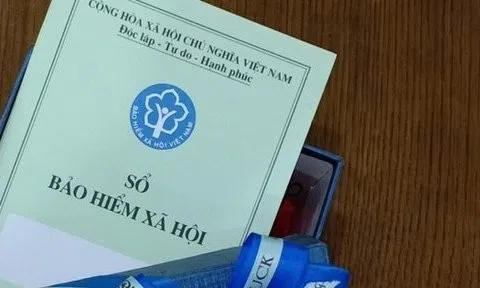 CỘNG HÒA XÃ HỘI CHỦ NGHĨA VIỆT NAM
Độc lập - Tự do - Hạnh phúc
BẢO HIỂM XÃ HỘI VIỆT NAM
SỔ
BẢO HIỂM XÃ HỘI
UCK